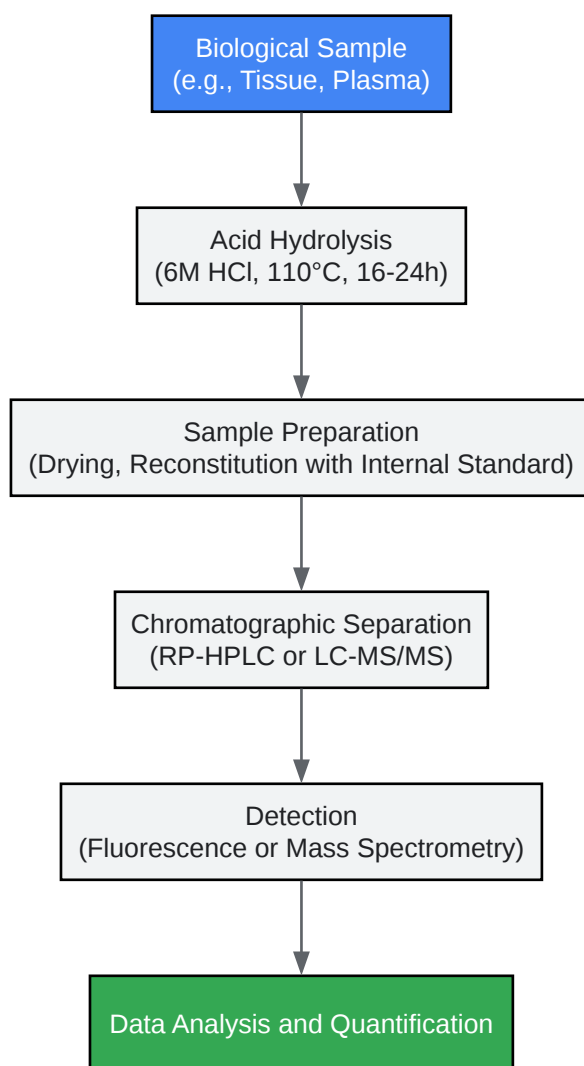 Biological Sample
(e.g., Tissue, Plasma)
Acid Hydrolysis
(6M HCl, 110°C, 16-24h)
Sample Preparation
(Drying, Reconstitution with Internal Standard)
Chromatographic Separation
(RP-HPLC or LC-MS/MS)
Detection
(Fluorescence or Mass Spectrometry)
Data Analysis and Quantification